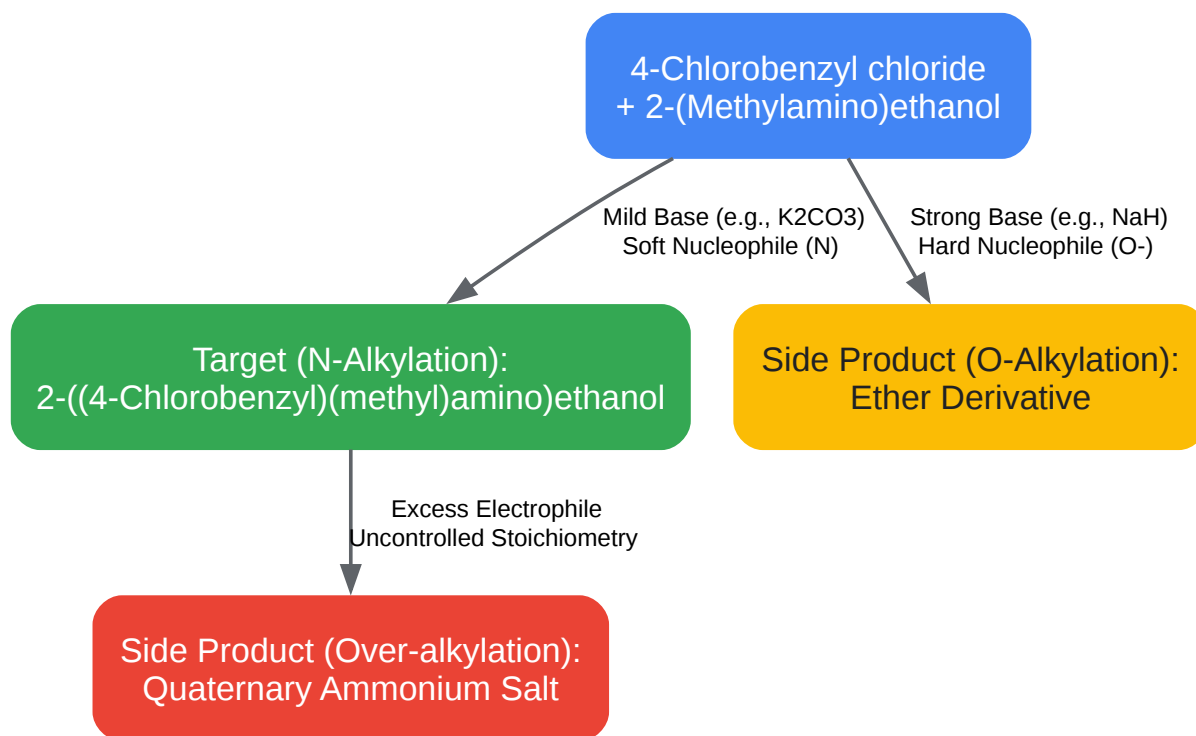 4-Chlorobenzyl chloride
+ 2-(Methylamino)ethanol
Mild Base (e.g., K2CO3)
Soft Nucleophile (N)
Strong Base (e.g., NaH)
Hard Nucleophile (O-)
Target (N-Alkylation):
2-((4-Chlorobenzyl)(methyl)amino)ethanol
Side Product (O-Alkylation):
Ether Derivative
Excess Electrophile
Uncontrolled Stoichiometry
Side Product (Over-alkylation):
Quaternary Ammonium Salt